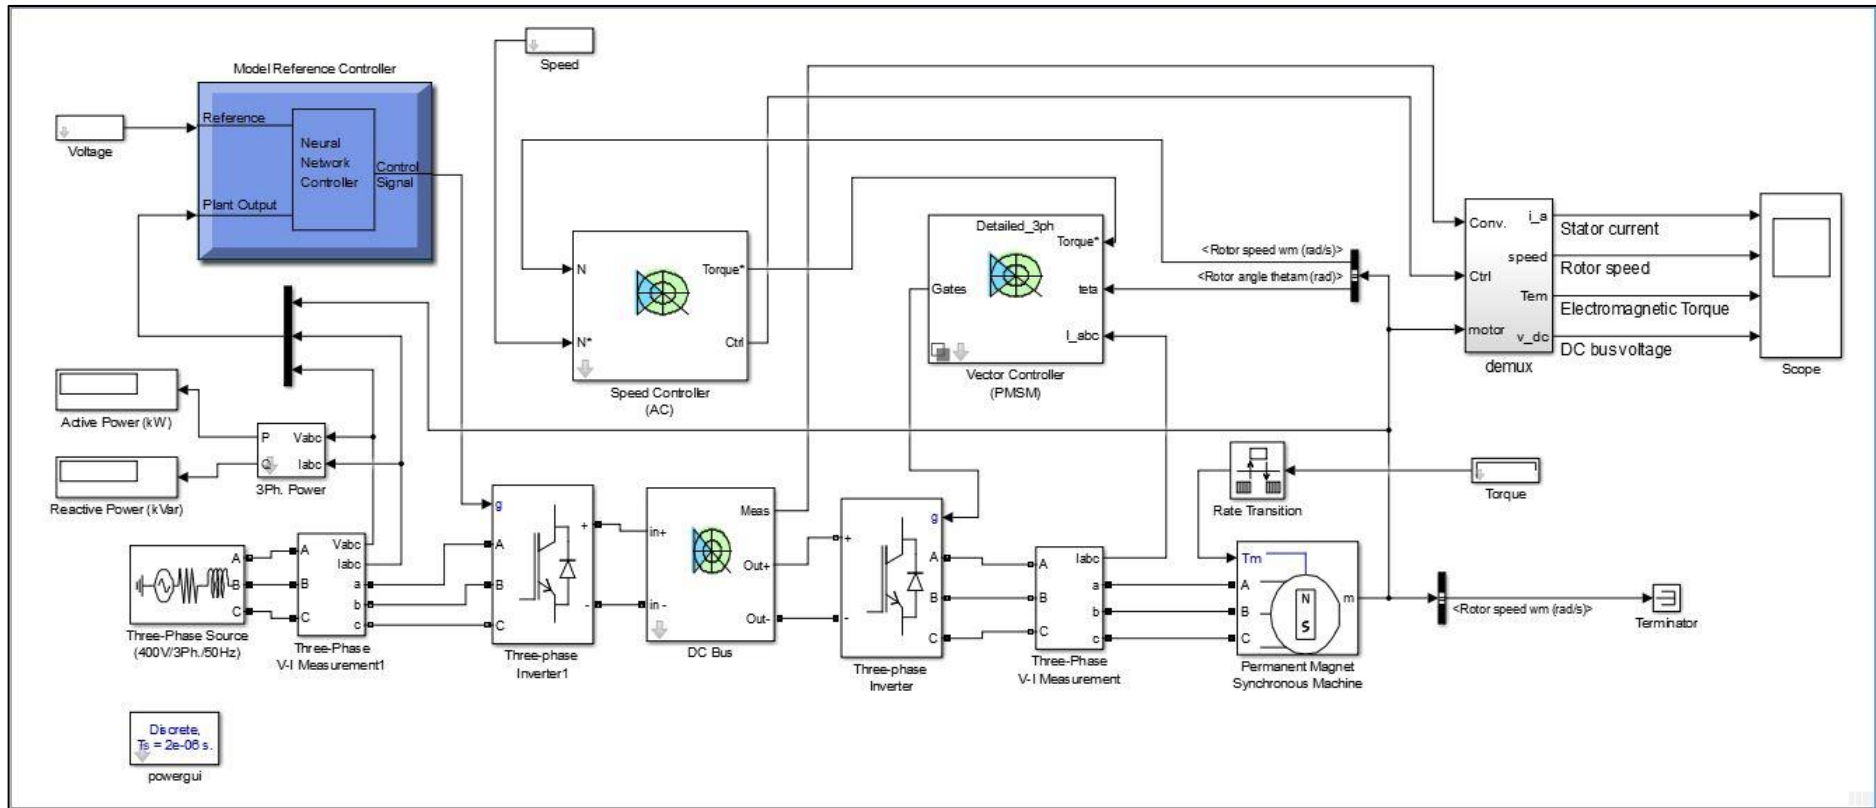 Speed
Model Reference Controller
Reference
Neural
Network
Controller
Control
Signal
Plant Output
Voltage
N
Torque*
N*
Ctrl
Speed Controller
(AC)
Detailed_3ph
Torque*
Gates
teta
I_abc
Vector Controller
(PMSM)
<Rotor speed wm (rad/s)>
<Rotor angle thetam (rad)>
Conv.
i_a
Ctrl
speed
Tem
motor
v_dc
demux
Stator current
Rotor speed
Electromagnetic Torque
DC bus voltage
Scope
Active Power (kW)
Reactive Power (kVar)
P
Vabc
Q
Iabc
3Ph. Power
A
B
C
Three-Phase Source
(400V/3Ph./50Hz)
A
B
C
Vabc
Iabc
a
b
c
Three-Phase
V-I Measurement1
g
A
B
C
+
-
Three-phase
Inverter1
in+
in -
Meas
Out+
Out-
DC Bus
+
-
g
A
B
C
Three-phase
Inverter
A
B
C
Iabc
a
b
c
Three-Phase
V-I Measurement
Rate Transition
Torque
Tm
A
B
C
N
S
m
Permanent Magnet
Synchronous Machine
<Rotor speed wm (rad/s)>
Terminator
Discrete,
Ts = 2e-06 s.
powergui